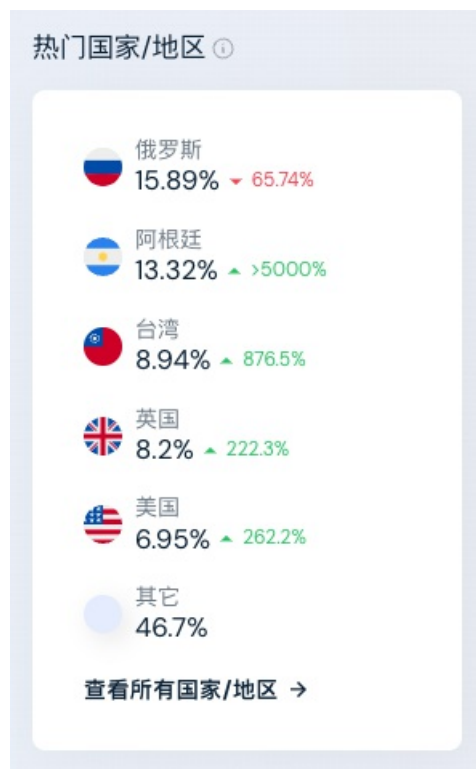 热门国家/地区
俄罗斯
15.89% 65.74%
阿根廷
13.32% >5000%
台湾
8.94% 876.5%
英国
8.2% 222.3%
美国
6.95% 262.2%
其它
46.7%
查看所有国家/地区 →